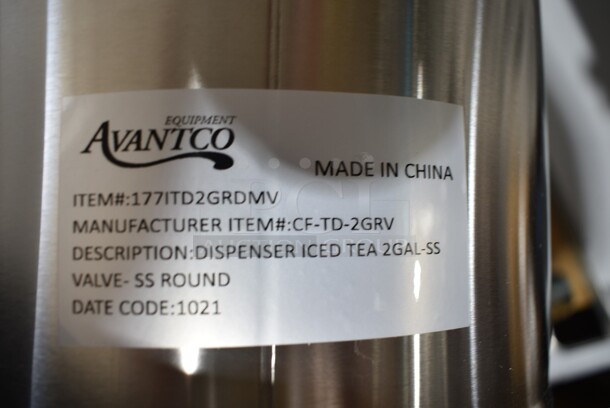 EQUIPMENT
AVANTCO
MADE IN CHINA
ITEM#:177ITD2GRDMV
MANUFACTURER ITEM#:CF-TD-2GRV
DESCRIPTION:DISPENSER ICED TEA 2GAL-SS
VALVE- SS ROUND
DATE CODE:1021